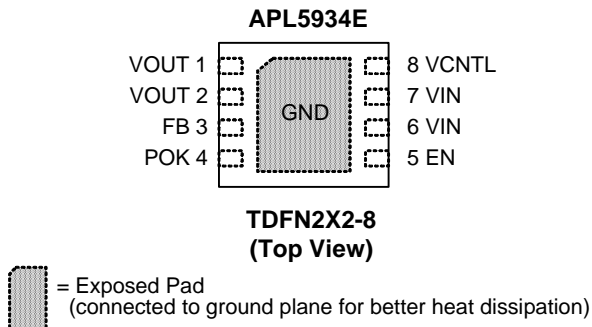 APL5934E
VOUT 1
8 VCNTL
VOUT 2
7 VIN
GND
FB 3
6 VIN
POK 4
5 EN
TDFN2X2-8
(Top View)
= Exposed Pad
(connected to ground plane for better heat dissipation)